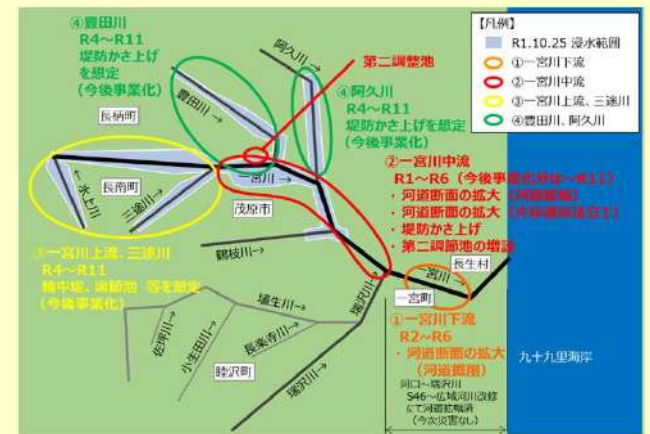 【凡例】
R1.10.25 浸水範囲
①一宮川下流
②一宮川中流
③一宮川上流、三途川
④豊田川、阿久川
④豊田川
R4～R11
堤防かさ上げ
を想定
(今後事業化)
阿久川→
第二調整池
④阿久川
R4～R11
堤防かさ上げを想定
(今後事業化)
豊田川→
長柄町
②一宮川中流
R1～R6（今後事業化分は～R11）
・河道断面の拡大
・河道断面の拡大
・堤防かさ上げ
・第二調節池の増設
一宮川→
茂原市
長南町
←水上川
三途川→
③一宮川上流、三途川
R4～R11
輪中堤、調節池 等を想定
(今後事業化)
鶴枝川→
瑞沢川→
一宮川→
長生村
一宮町
埴生川→
佐坪川→
小生田川→
長楽寺川→
睦沢町
瑞沢川→
①一宮川下流
R2～R6
・河道断面の拡大
（河道掘削）
河口～瑞沢川
S46～広域河川改修
にて河道拡幅済
(今次災害なし)
九十九里海岸